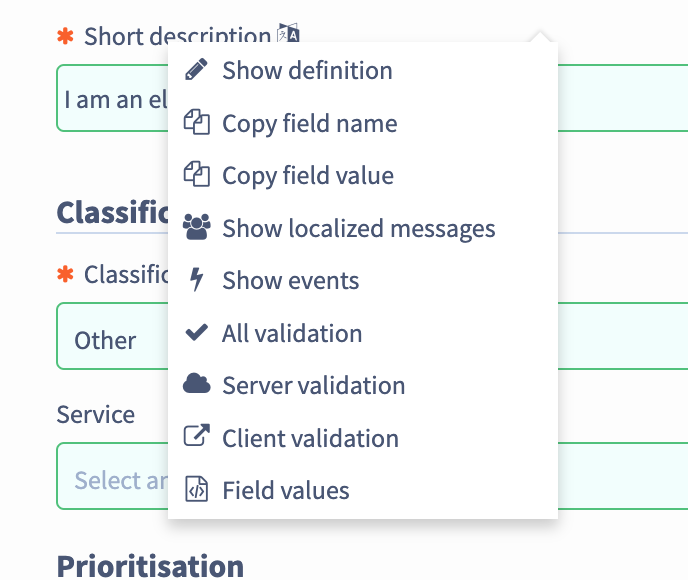 * Short description
Show definition
I am an el
Copy field name
Copy field value
Classific
Show localized messages
* Classific
Show events
Other
All validation
Server validation
Service
Client validation
Select an
Field values
Prioritisation